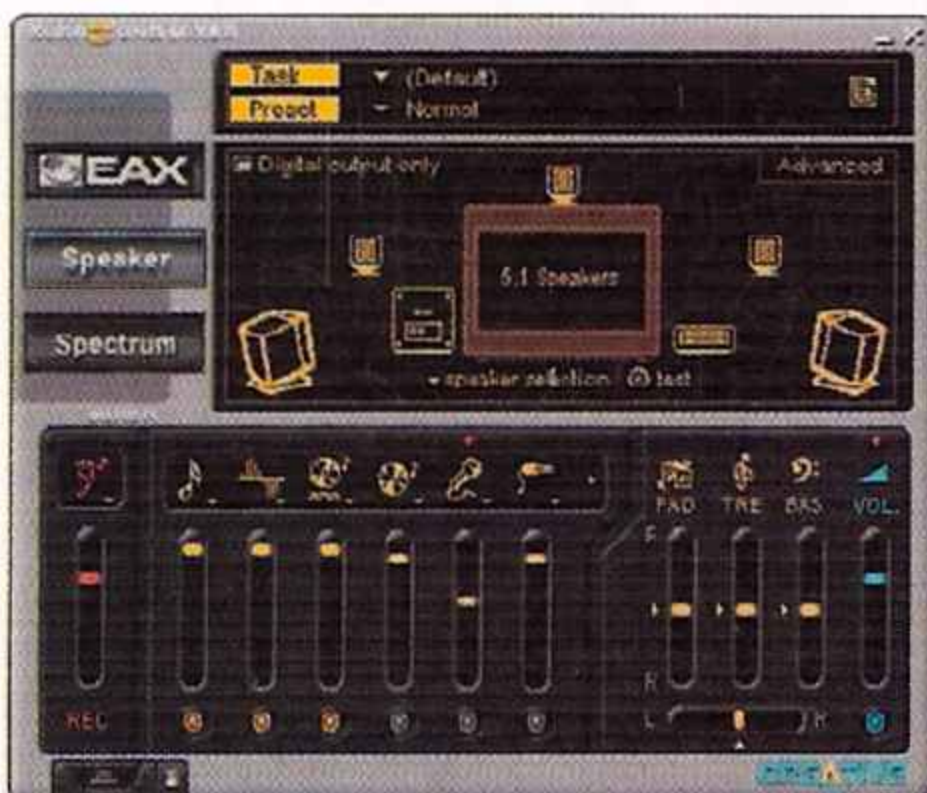 Task (Default)
Preset Normal
EAX
Digital output only
Advanced
Speaker
5.1 Speakers
Spectrum
speaker selection test
FAD TRE BAS VOL.
F
R
REC
L R
CREATIVE